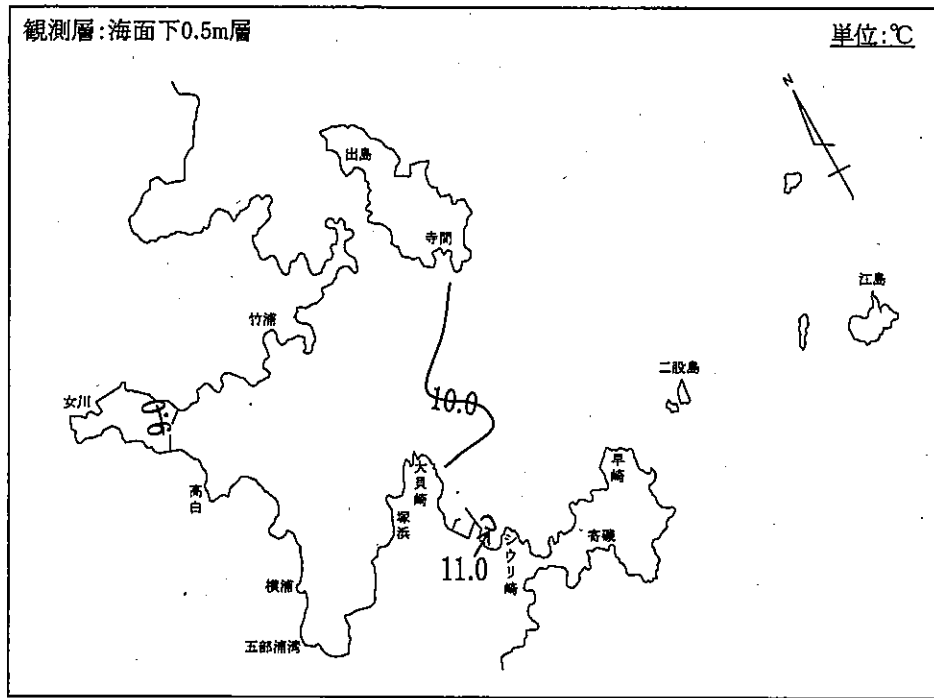 観測層:海面下0.5m層
単位:℃
N
出島
寺間
江島
竹浦
二股島
女川
10.0
9.0
大貝崎
早崎
高白
塚浜
シウリ崎
寄磯
11.0
横浦
五部浦湾